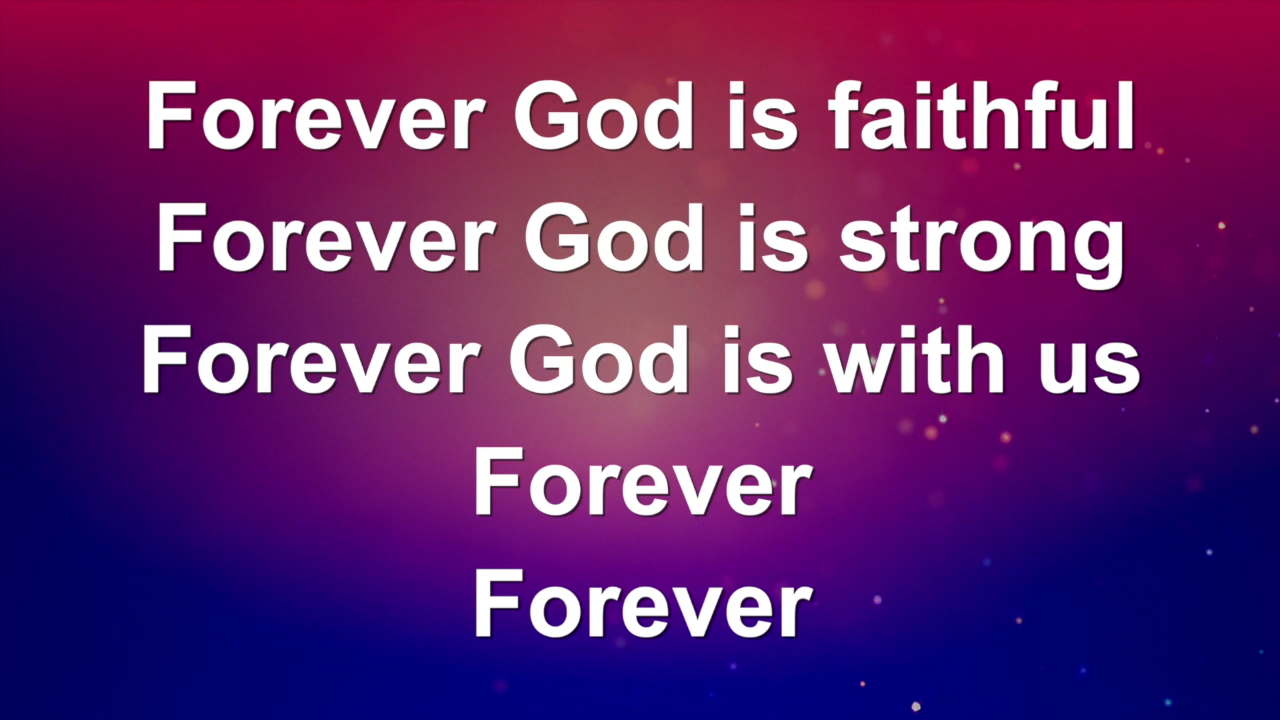 Forever God is faithful
Forever God is strong
Forever God is with us
Forever
Forever